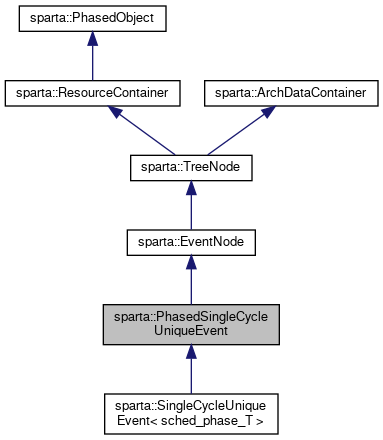 sparta::PhasedObject
sparta::ResourceContainer
sparta::ArchDataContainer
sparta::TreeNode
sparta::EventNode
sparta::PhasedSingleCycle
UniqueEvent
sparta::SingleCycleUnique
Event< sched_phase_T >